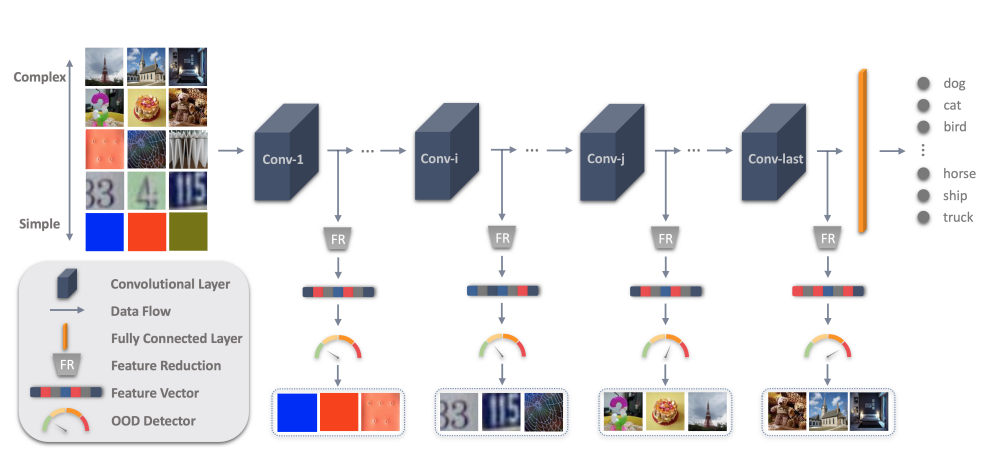 Complex
Simple
33 4 115
Conv-1
...
Conv-i
...
Conv-j
...
Conv-last
dog
cat
bird
horse
ship
truck
FR
FR
FR
FR
Convolutional Layer
Data Flow
Fully Connected Layer
FR
Feature Reduction
Feature Vector
OOD Detector
33 115